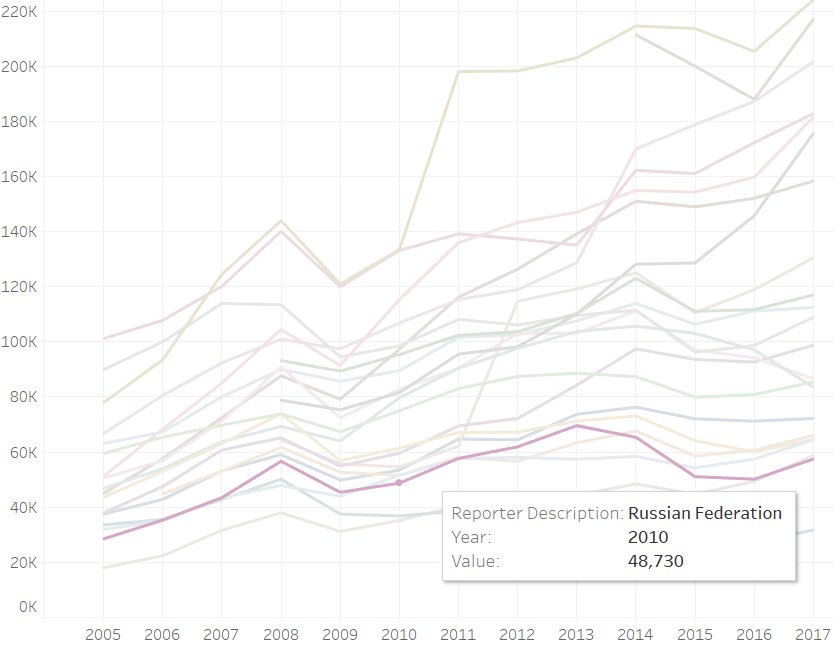 220K
200K
180K
160K
140K
120K
100K
80K
60K
40K
20K
0K
Reporter Description: Russian Federation
Year: 2010
Value: 48,730
2005 2006 2007 2008 2009 2010 2011 2012 2013 2014 2015 2016 2017